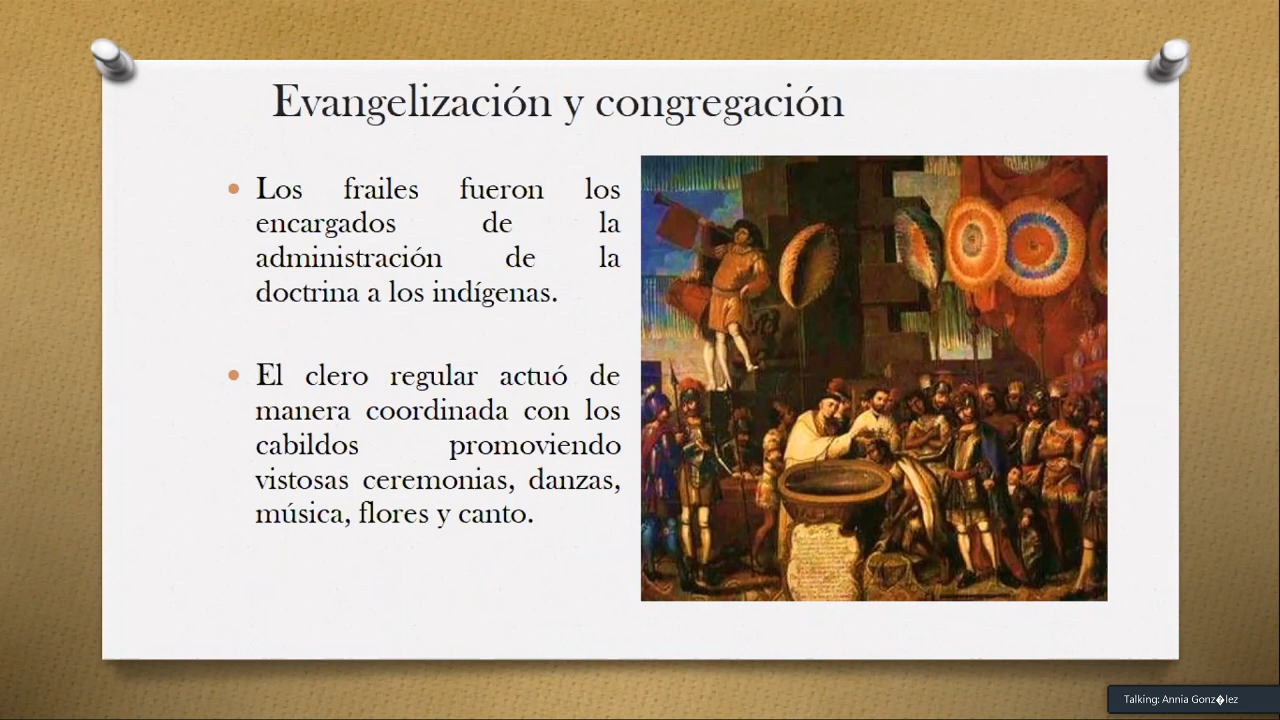 Evangelización y congregación
Los frailes fueron los
encargados de la
administración de la
doctrina a los indígenas.
El clero regular actuó de
manera coordinada con los
cabildos promoviendo
vistosas ceremonias, danzas,
música, flores y canto.
Talking: Annia Gonz�lez